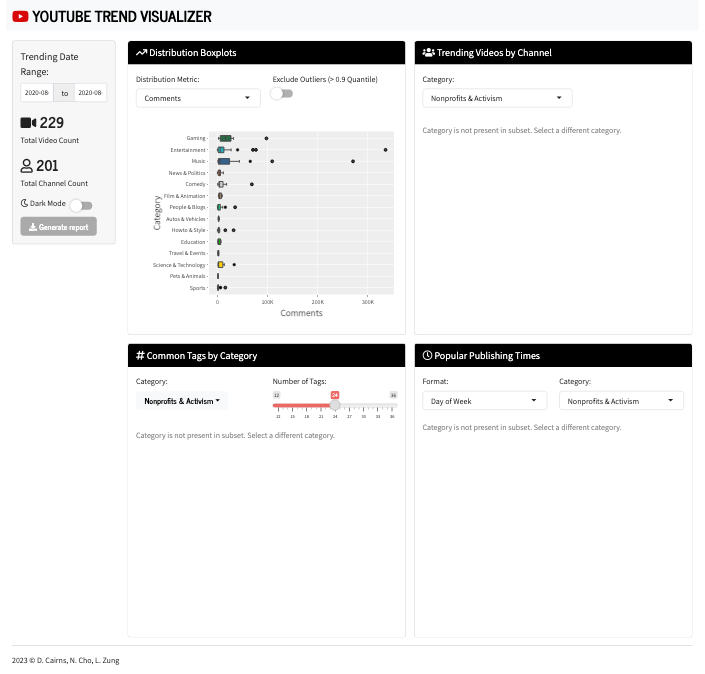 YOUTUBE TREND VISUALIZER
Trending Date
Range:
2020-08-
to
2020-08-
229
Total Video Count
201
Total Channel Count
Dark Mode
Generate report
Distribution Boxplots
Distribution Metric:
Exclude Outliers (> 0.9 Quantile)
Comments
Category
Gaming
Entertainment
Music
News & Politics
Comedy
Film & Animation
People & Blogs
Autos & Vehicles
Howto & Style
Education
Travel & Events
Science & Technology
Pets & Animals
Sports
0 100K 200K 300K
Comments
Trending Videos by Channel
Category:
Nonprofits & Activism
Category is not present in subset. Select a different category.
Common Tags by Category
Category:
Number of Tags:
Nonprofits & Activism
12 24 36
12 15 18 21 24 27 30 33 36
Category is not present in subset. Select a different category.
Popular Publishing Times
Format:
Category:
Day of Week
Nonprofits & Activism
Category is not present in subset. Select a different category.
2023 © D. Cairns, N. Cho, L. Zung